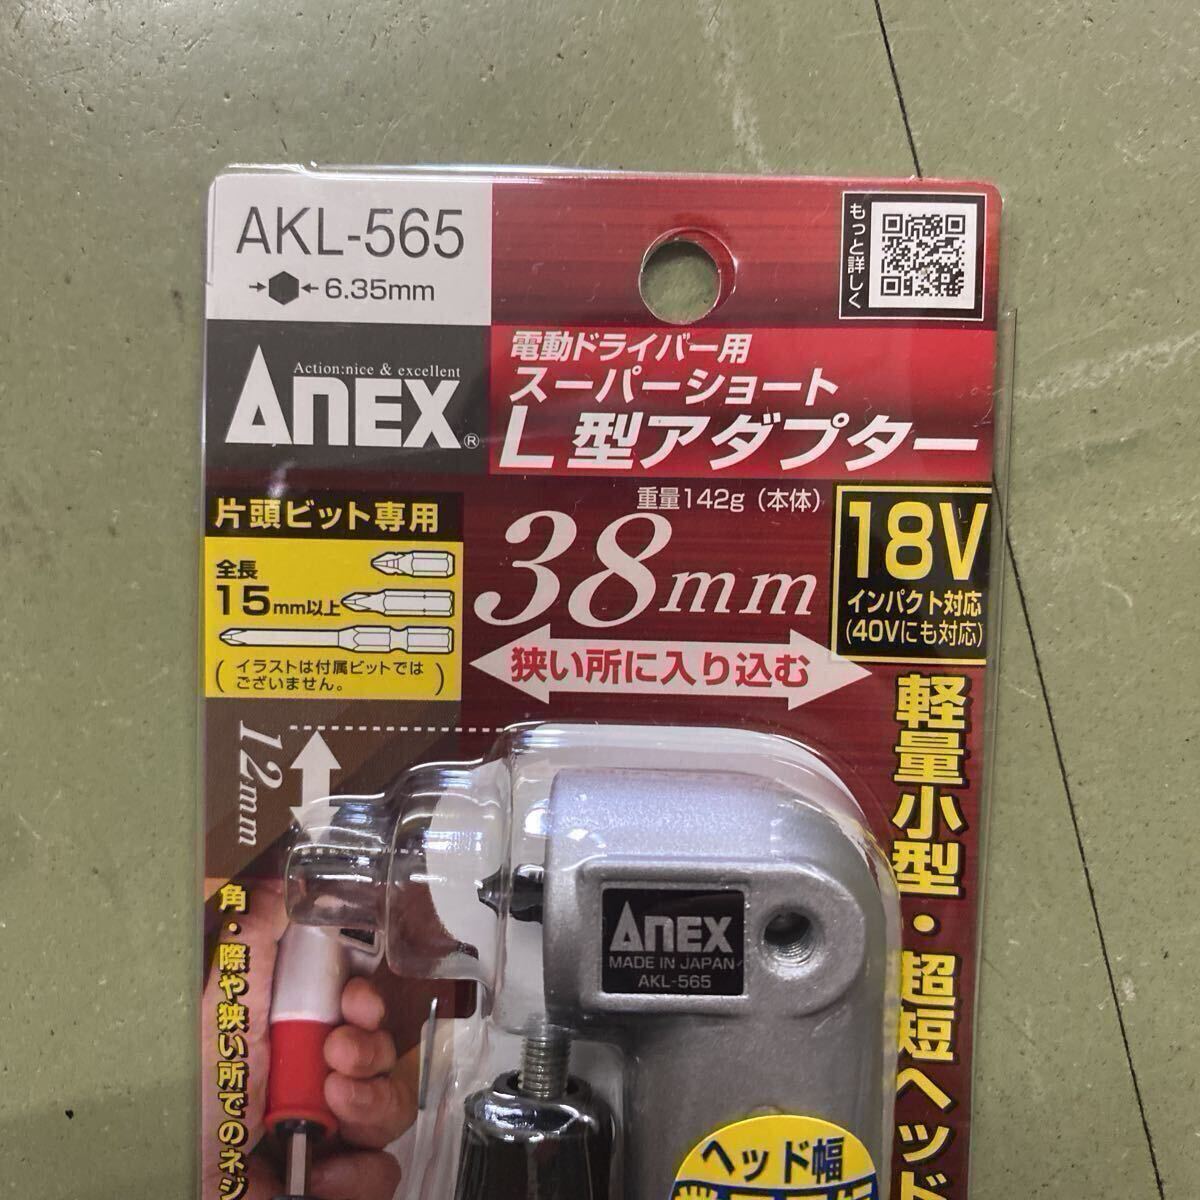 AKL-565
6.35mm
もっと詳しく
Action:nice & excellent
ANEX®
電動ドライバー用
スーパーショート
L型アダプター
重量142g（本体）
片頭ビット専用
全長
15mm以上
（イラストは付属ビットでは
ございません。）
38mm
狭い所に入り込む
18V
インパクト対応
(40Vにも対応)
軽量小型・超短ヘッド
12mm
角・際や狭い所でのネジ
ANEX
MADE IN JAPAN
AKL-565
ヘッド幅